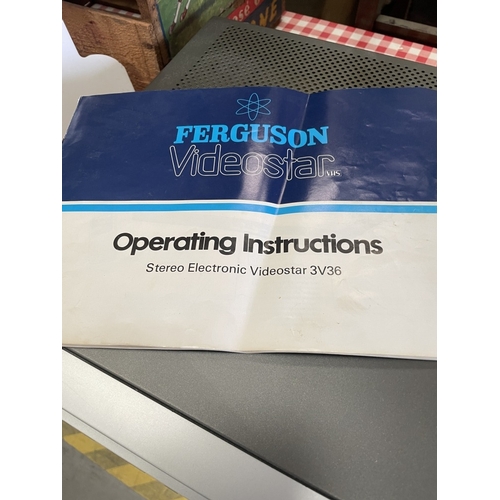 FERGUSON
Videostar VHS
Operating Instructions
Stereo Electronic Videostar 3V36